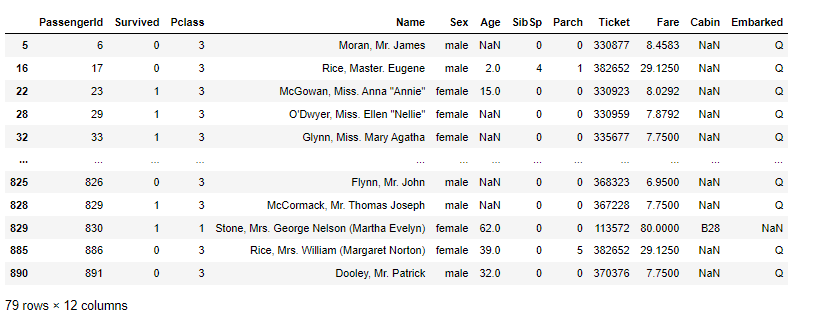 PassengerId Survived Pclass Name Sex Age SibSp Parch Ticket Fare Cabin Embarked
5 6 0 3 Moran, Mr. James male NaN 0 0 330877 8.4583 NaN Q
16 17 0 3 Rice, Master. Eugene male 2.0 4 1 382652 29.1250 NaN Q
22 23 1 3 McGowan, Miss. Anna "Annie" female 15.0 0 0 330923 8.0292 NaN Q
28 29 1 3 O'Dwyer, Miss. Ellen "Nellie" female NaN 0 0 330959 7.8792 NaN Q
32 33 1 3 Glynn, Miss. Mary Agatha female NaN 0 0 335677 7.7500 NaN Q
... ... ... ... ... ... ... ... ... ... ... ... ...
825 826 0 3 Flynn, Mr. John male NaN 0 0 368323 6.9500 NaN Q
828 829 1 3 McCormack, Mr. Thomas Joseph male NaN 0 0 367228 7.7500 NaN Q
829 830 1 1 Stone, Mrs. George Nelson (Martha Evelyn) female 62.0 0 0 113572 80.0000 B28 NaN
885 886 0 3 Rice, Mrs. William (Margaret Norton) female 39.0 0 5 382652 29.1250 NaN Q
890 891 0 3 Dooley, Mr. Patrick male 32.0 0 0 370376 7.7500 NaN Q
79 rows × 12 columns